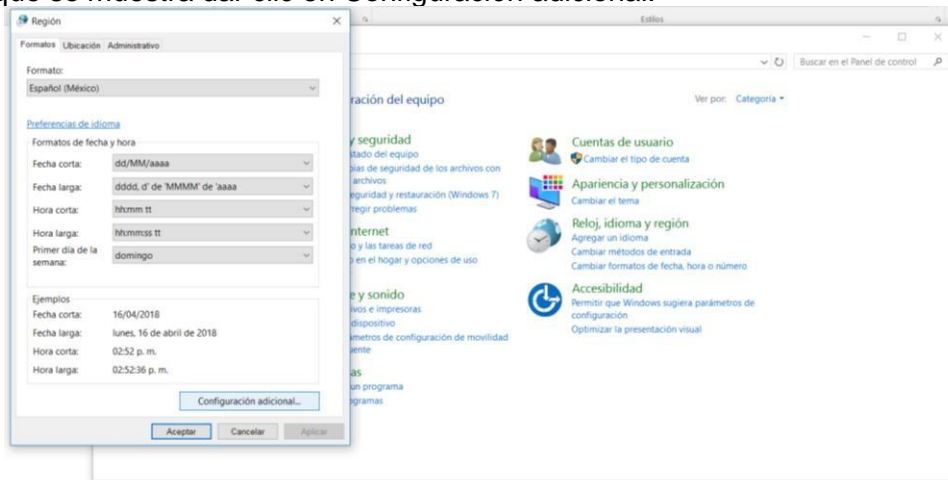 que se muestra dar clic en Configuración adicional.
Región
Formatos Ubicación Administrativo
Formato:
Español (México)
Preferencias de idioma
Formatos de fecha y hora
Fecha corta: dd/MM/aaaa
Fecha larga: dddd, d' de 'MMMM' de 'aaaa
Hora corta: hh:mm tt
Hora larga: hh:mm:ss tt
Primer día de la
semana: domingo
Ejemplos
Fecha corta: 16/04/2018
Fecha larga: lunes, 16 de abril de 2018
Hora corta: 02:52 p. m.
Hora larga: 02:52:36 p. m.
Configuración adicional...
Aceptar Cancelar Aplicar
Estilos
Buscar en el Panel de control
ración del equipo
Ver por: Categoría
y seguridad
stado del equipo
pias de seguridad de los archivos con
archivos
eguridad y restauración (Windows 7)
regir problemas
nternet
o y las tareas de red
o en el hogar y opciones de uso
e y sonido
ivos e impresoras
dispositivo
ámetros de configuración de movilidad
uente
as
un programa
ogramas
Cuentas de usuario
Cambiar el tipo de cuenta
Apariencia y personalización
Cambiar el tema
Reloj, idioma y región
Agregar un idioma
Cambiar métodos de entrada
Cambiar formatos de fecha, hora o número
Accesibilidad
Permitir que Windows sugiera parámetros de
configuración
Optimizar la presentación visual